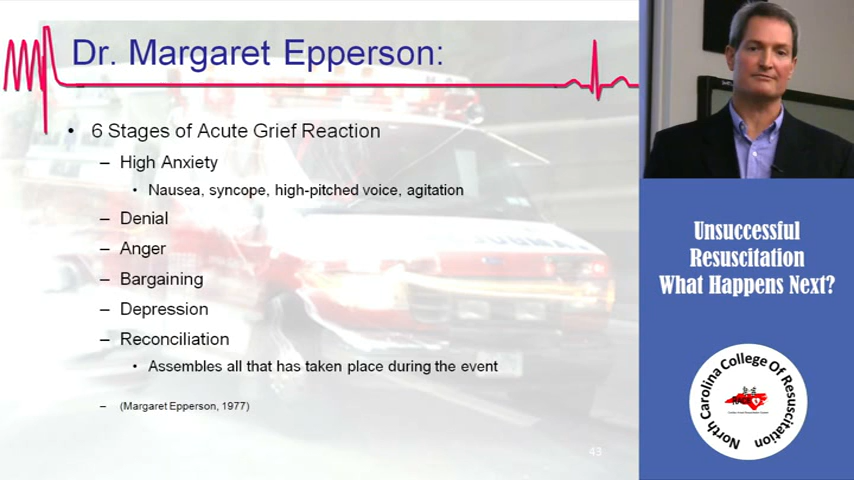 Dr. Margaret Epperson:
• 6 Stages of Acute Grief Reaction
– High Anxiety
• Nausea, syncope, high-pitched voice, agitation
– Denial
– Anger
– Bargaining
– Depression
– Reconciliation
• Assembles all that has taken place during the event
– (Margaret Epperson, 1977)
43
Unsuccessful
Resuscitation
What Happens Next?
North Carolina College Of Resuscitation